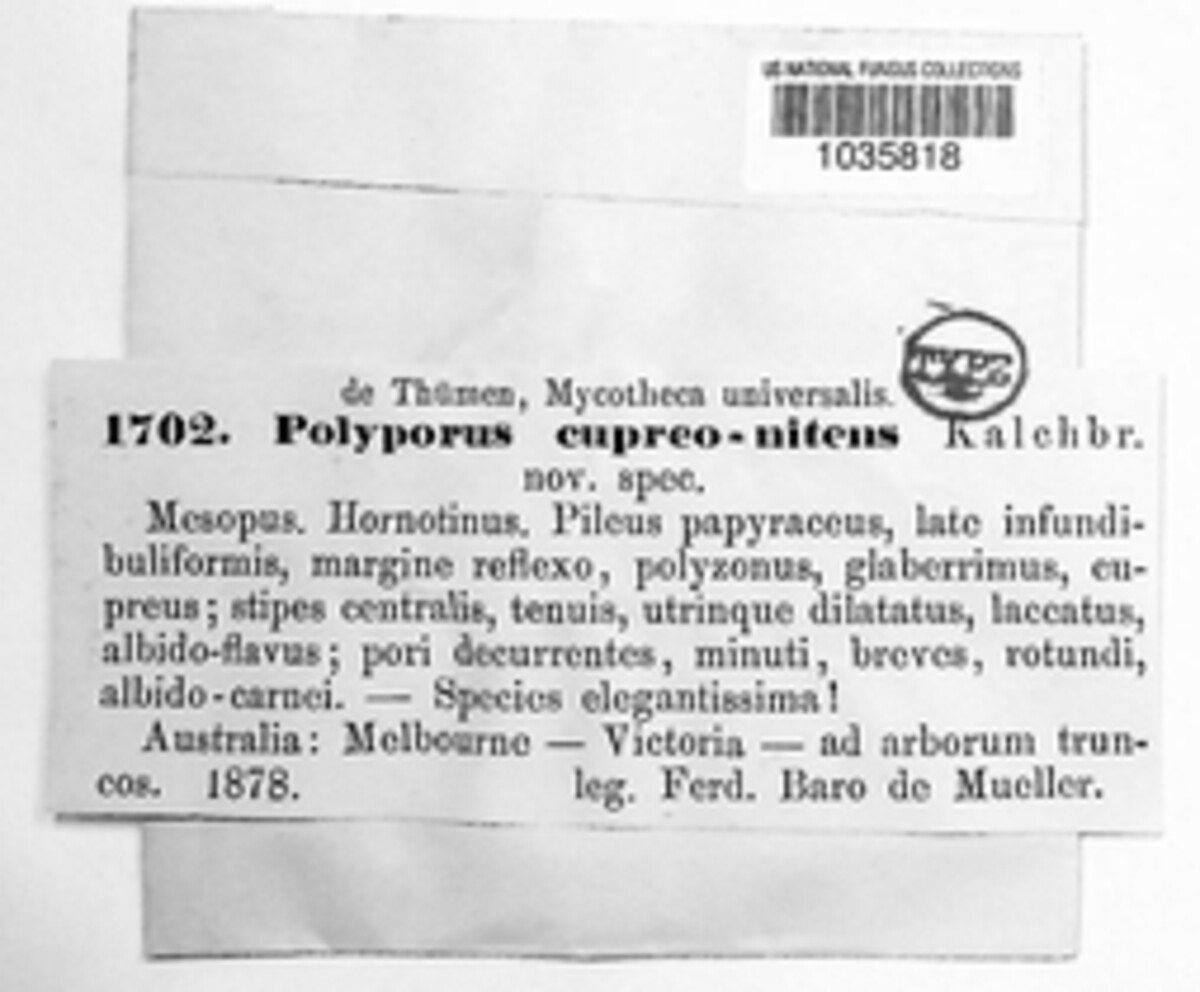 US NATIONAL FUNGUS COLLECTIONS
1035818
TYPE
de Thümen, Mycotheca universalis.
1702. Polyporus cupreo-nitens Kalchbr.
nov. spec.
Mesopus. Hornotinus. Pileus papyraceus, late infundi-
buliformis, margine reflexo, polyzonus, glaberrimus, cu-
preus; stipes centralis, tenuis, utrinque dilatatus, laccatus,
albido-flavus; pori decurrentes, minuti, breves, rotundi,
albido-carnei. — Species elegantissima!
Australia: Melbourne — Victoria — ad arborum trun-
cos. 1878. leg. Ferd. Baro de Mueller.